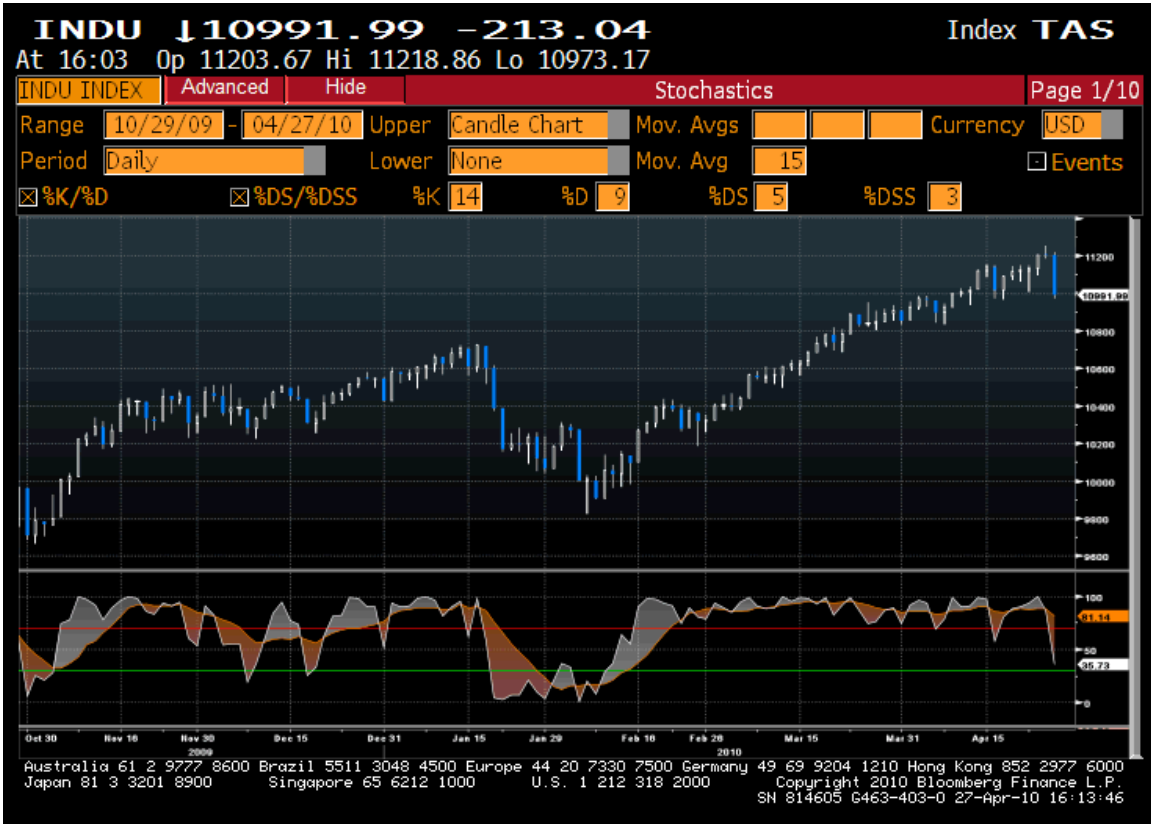 INDU ↓10991.99 -213.04 Index TAS
At 16:03 Op 11203.67 Hi 11218.86 Lo 10973.17
INDU INDEX Advanced Hide Stochastics Page 1/10
Range 10/29/09 - 04/27/10 Upper Candle Chart Mov. Avgs Currency USD
Period Daily Lower None Mov. Avg 15 Events
%K/%D %DS/%DSS %K 14 %D 9 %DS 5 %DSS 3
11200
10991.99
10800
10600
10400
10200
10000
9800
9600
100
81.14
50
35.73
0
Oct 30 Nov 16 Nov 30 Dec 15 Dec 31 Jan 15 Jan 29 Feb 16 Feb 26 Mar 15 Mar 31 Apr 15
2009 2010
Australia 61 2 9777 8600 Brazil 5511 3048 4500 Europe 44 20 7330 7500 Germany 49 69 9204 1210 Hong Kong 852 2977 6000
Japan 81 3 3201 8900 Singapore 65 6212 1000 U.S. 1 212 318 2000 Copyright 2010 Bloomberg Finance L.P.
SN 814605 G463-403-0 27-Apr-10 16:13:46